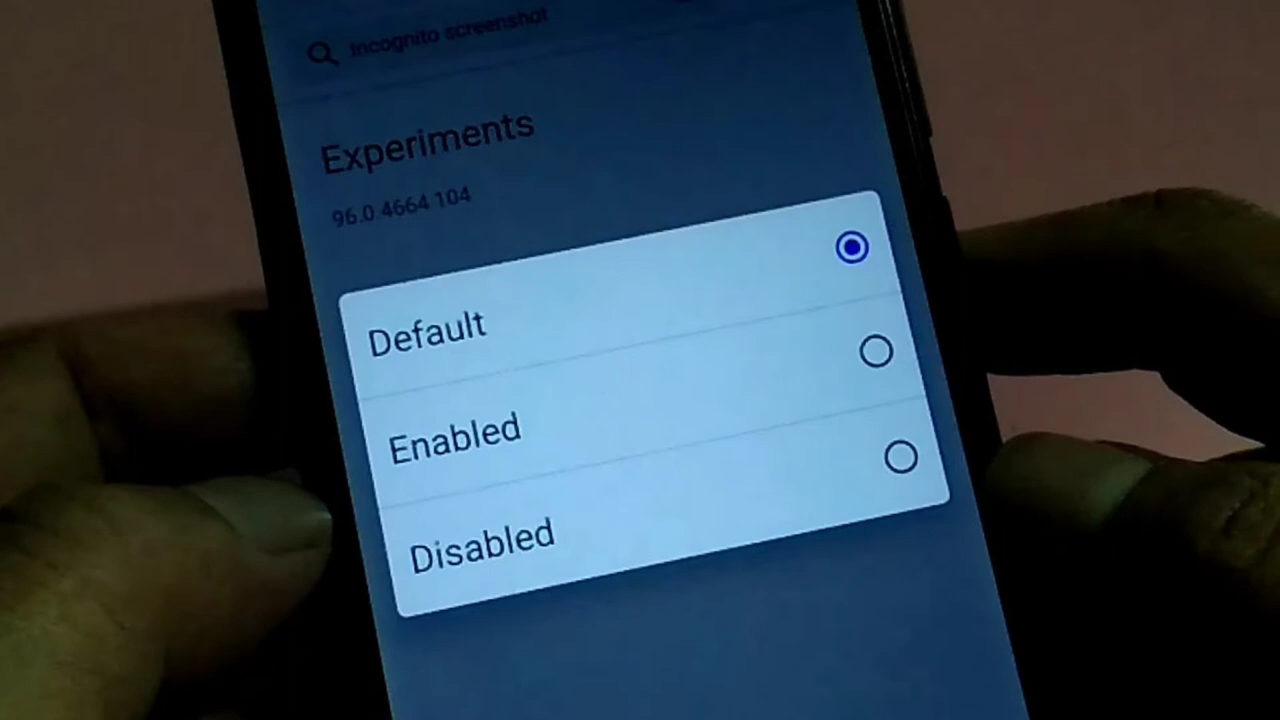 Incognito screenshot
Experiments
96.0.4664.104
Default
Enabled
Disabled